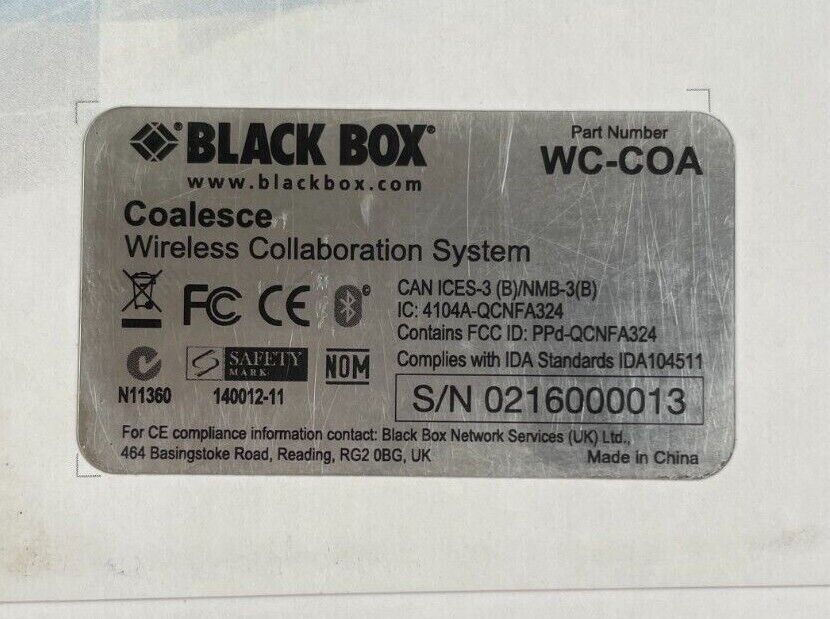 BLACK BOX®
www.blackbox.com
Part Number
WC-COA
Coalesce
Wireless Collaboration System
FC CE
CAN ICES-3 (B)/NMB-3(B)
IC: 4104A-QCNFA324
Contains FCC ID: PPd-QCNFA324
Complies with IDA Standards IDA104511
N11360
SAFETY
MARK
140012-11
NOM
S/N 0216000013
For CE compliance information contact: Black Box Network Services (UK) Ltd.,
464 Basingstoke Road, Reading, RG2 0BG, UK
Made in China